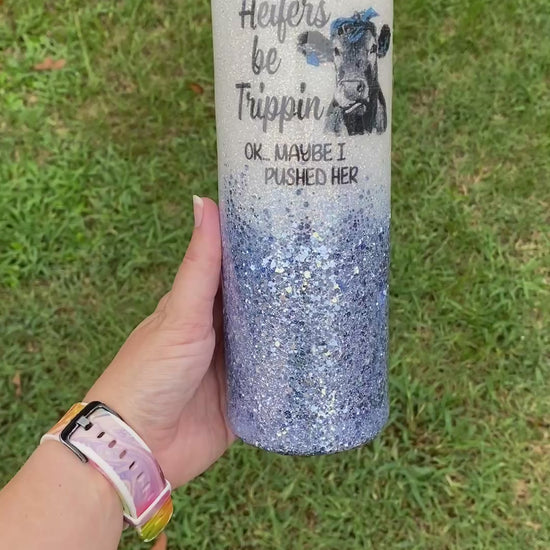 Heifers
be
Trippin
OK... MAYBE I
PUSHED HER